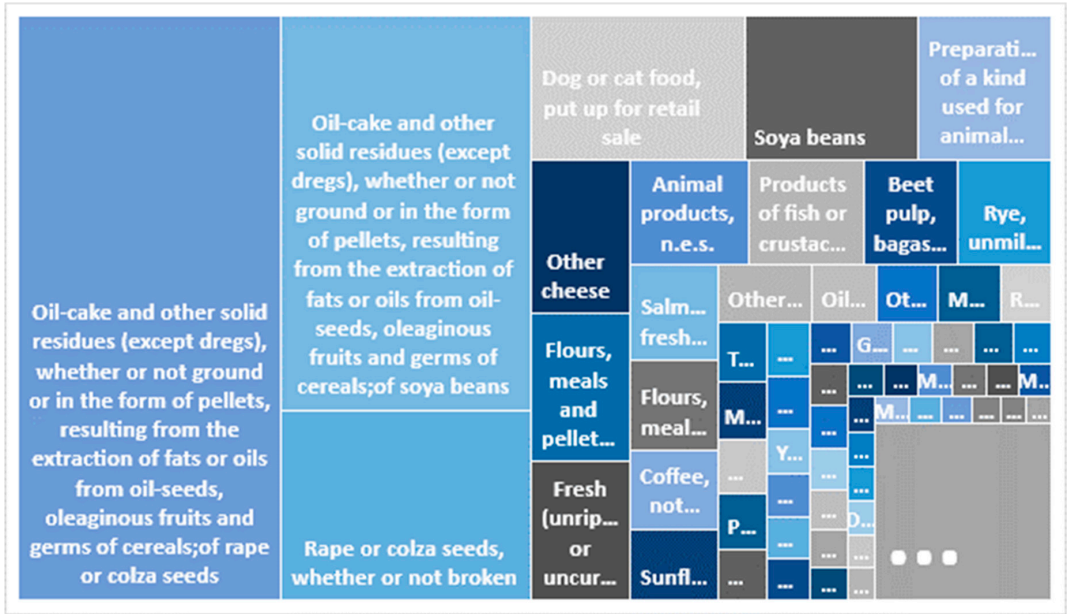 Oil-cake and other solid
residues (except dregs),
whether or not ground
or in the form of pellets,
resulting from the
extraction of fats or oils
from oil-seeds,
oleaginous fruits and
germs of cereals;of rape
or colza seeds
Oil-cake and other
solid residues (except
dregs), whether or not
ground or in the form
of pellets, resulting
from the extraction of
fats or oils from oil-
seeds, oleaginous
fruits and germs of
cereals;of soya beans
Rape or colza seeds,
whether or not broken
Dog or cat food,
put up for retail
sale
Soya beans
Preparati...
of a kind
used for
animal...
Other
cheese
Animal
products,
n.e.s.
Products
of fish or
crustac...
Beet
pulp,
bagas...
Rye,
unmil...
Flours,
meals
and
pellet...
Fresh
(unrip...
or
uncur...
Salm...
fresh...
Flours,
meal...
Coffee,
not...
Sunfl...
Other...
Oil...
Ot...
M...
R...
T...
M...
...
P...
...
...
...
Y...
...
...
...
...
...
...
...
...
...
...
G...
...
...
...
...
...
...
M...
...
...
M...
M...
...
...
...
...
...
...
...
...
D...
...
...
...